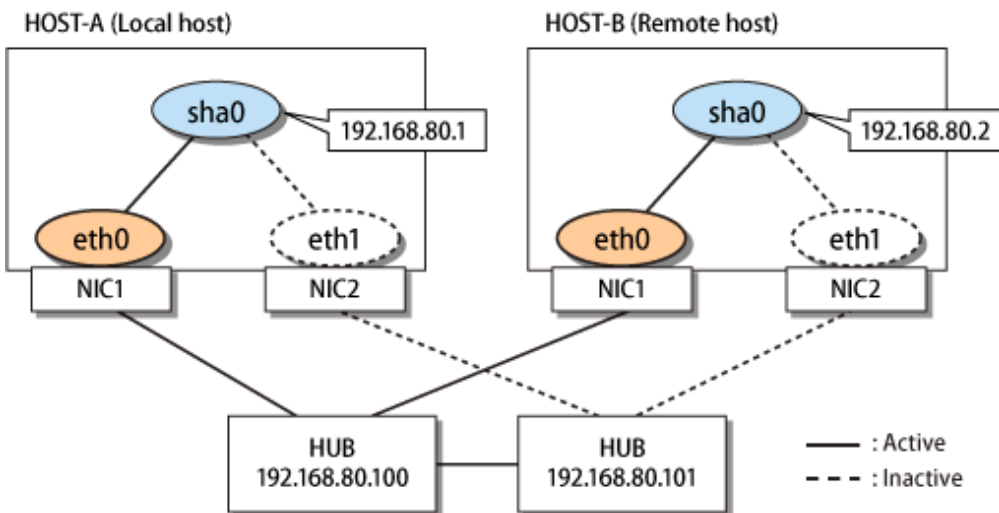 HOST-A (Local host)
HOST-B (Remote host)
sha0
192.168.80.1
sha0
192.168.80.2
eth0
eth1
eth0
eth1
NIC1
NIC2
NIC1
NIC2
HUB
192.168.80.100
HUB
192.168.80.101
: Active
: Inactive